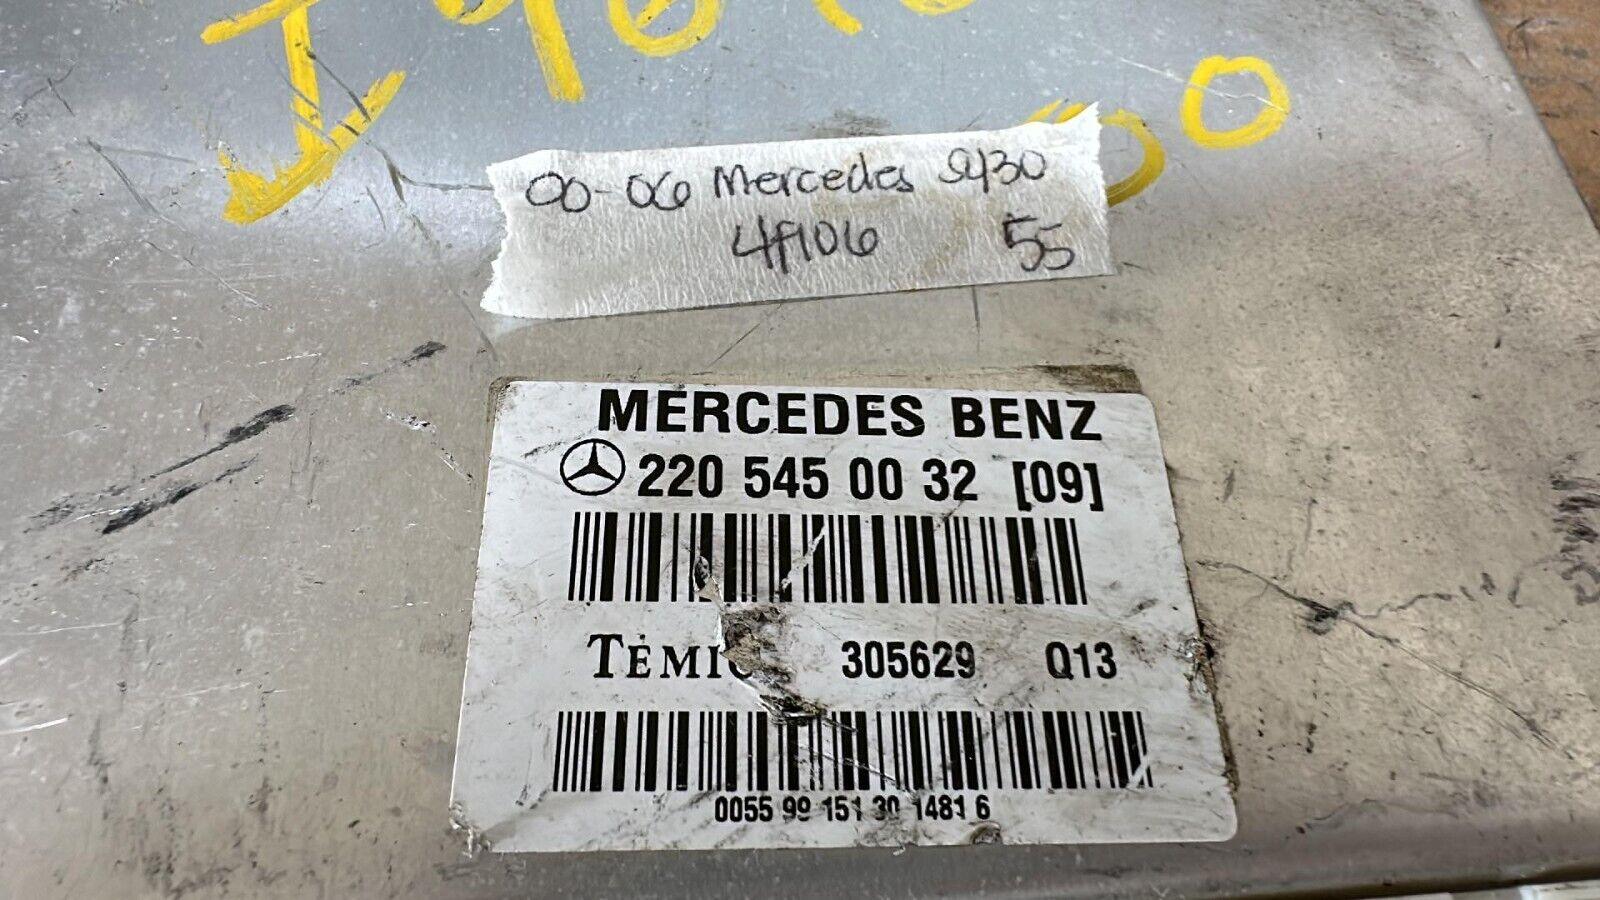 00-06 Mercedes S430
4f106 55
MERCEDES BENZ
220 545 00 32 [09]
305629 Q13
0055 99 151 30 1481 6